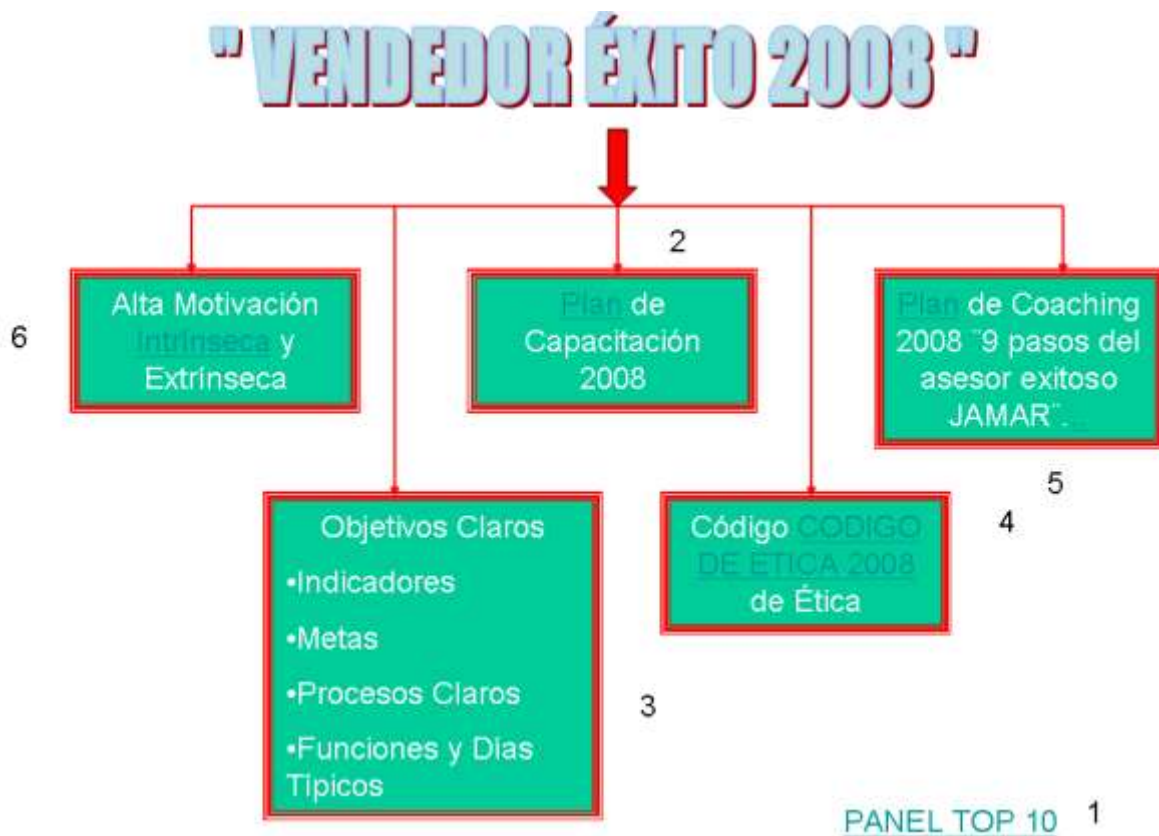 " VENDEDOR ÉXITO 2008 "
2
6
Alta Motivación
Intrínseca y
Extrínseca
Plan de
Capacitación
2008
Plan de Coaching
2008 ¨9 pasos del
asesor exitoso
JAMAR¨.
5
4
Objetivos Claros
•Indicadores
•Metas
•Procesos Claros
•Funciones y Días
Típicos
3
Código CODIGO
DE ETICA 2008
de Ética
PANEL TOP 10 1